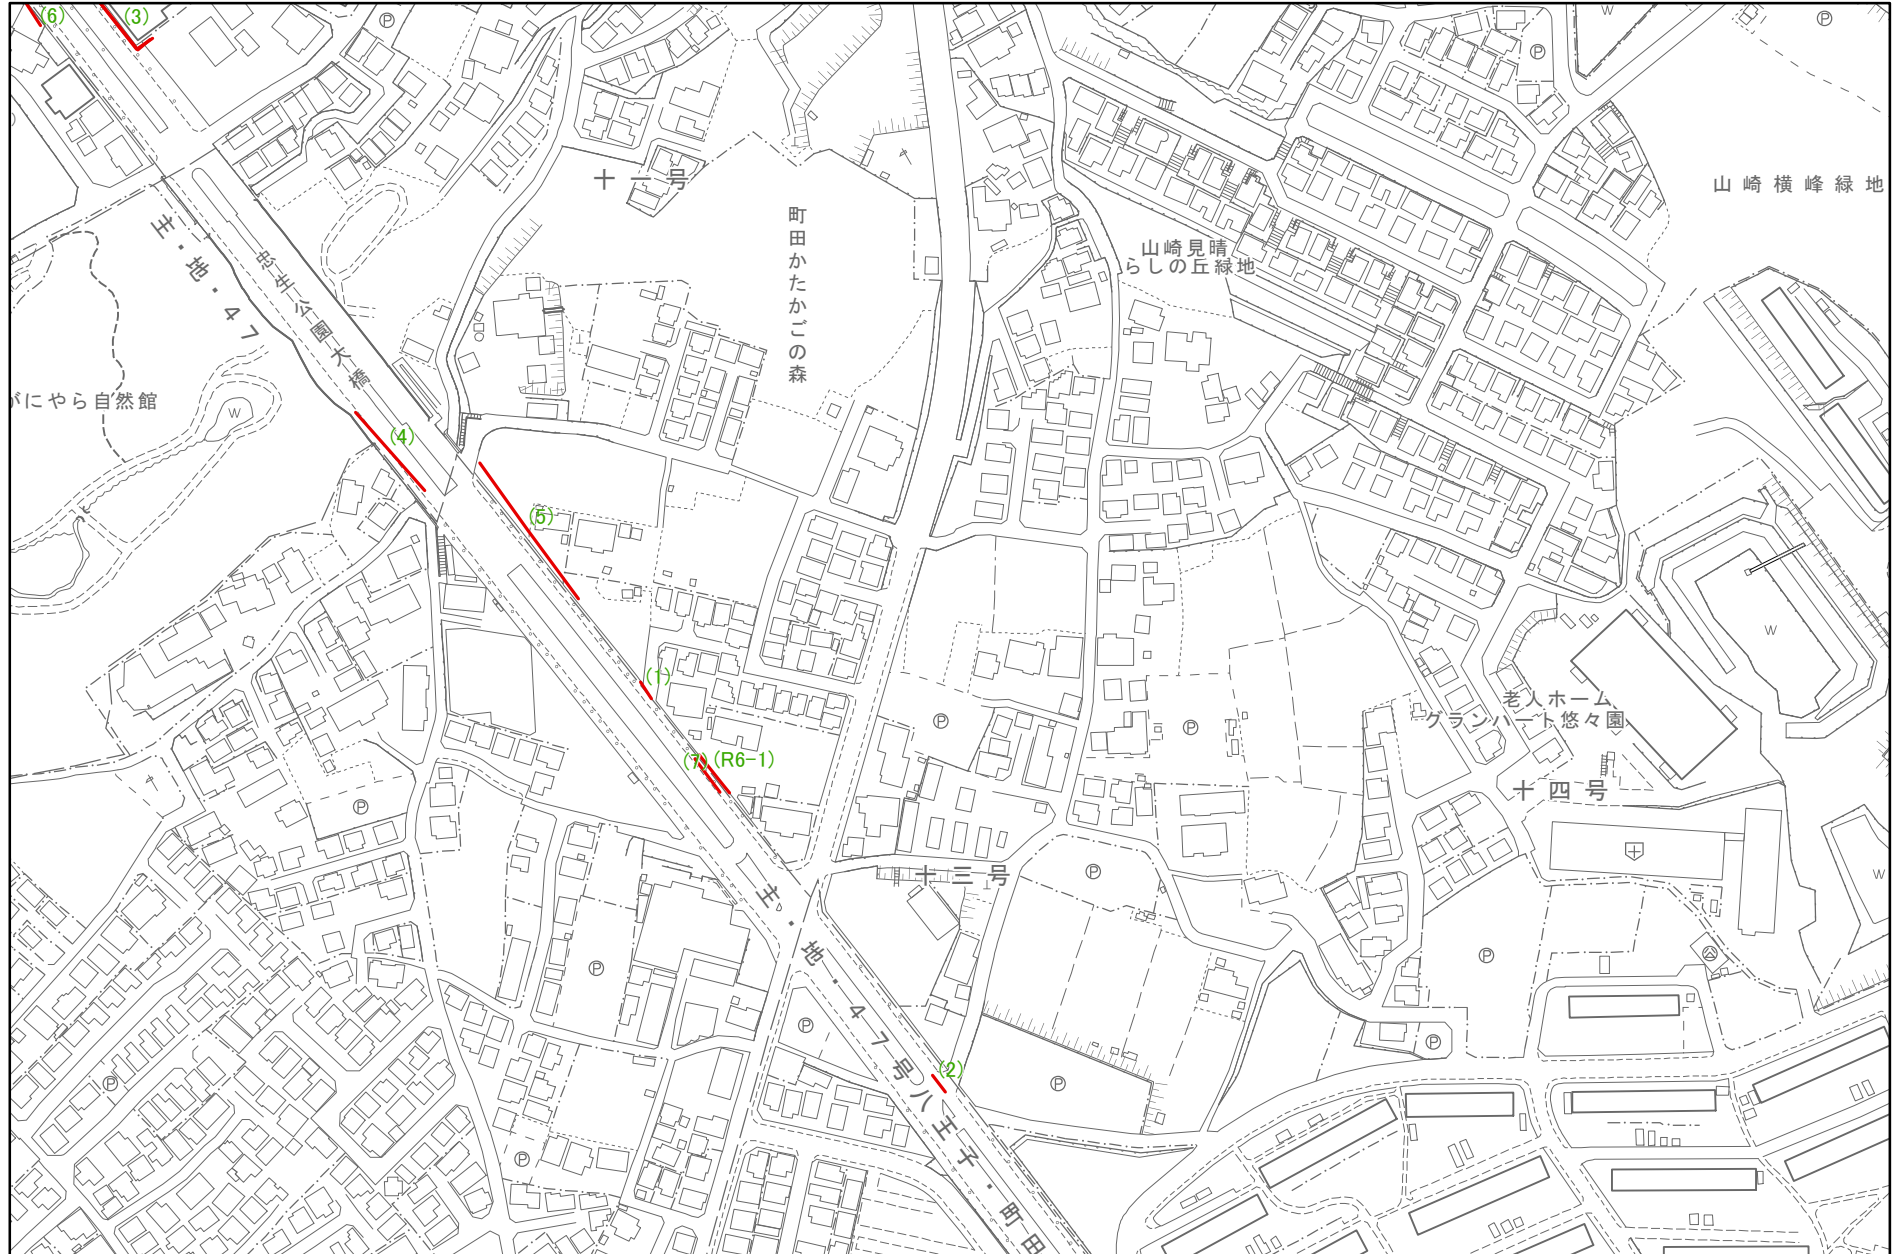 (6)
(3)
十一号
山崎横峰緑地
町田かたかごの森
山崎見晴
らしの丘緑地
主・地・47
忠生公園大橋
がにやら自然館
W
(4)
(5)
W
(1)
老人ホーム
グランハート悠々園
P
P
(7)
(R6-1)
十四号
P
十三号
P
W
主・地・47号八王子・町田
P
P
P
P
(2)
P
P
P
P
P
W